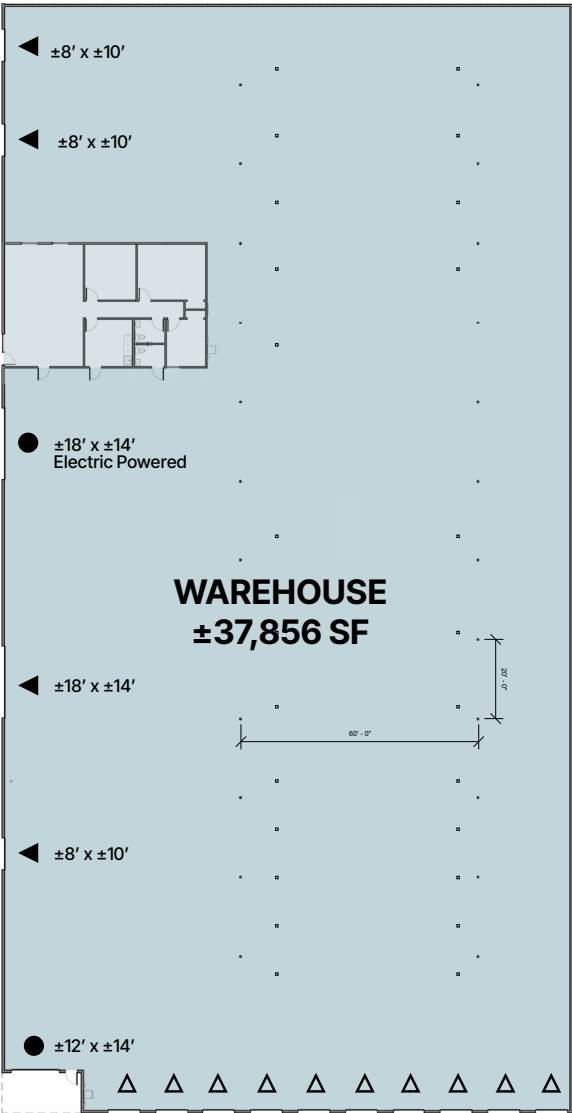 ±8’ x ±10’
±8’ x ±10’
±18’ x ±14’
Electric Powered
WAREHOUSE
±37,856 SF
±18’ x ±14’
20' - 0"
60' - 0"
±8’ x ±10’
±12’ x ±14’